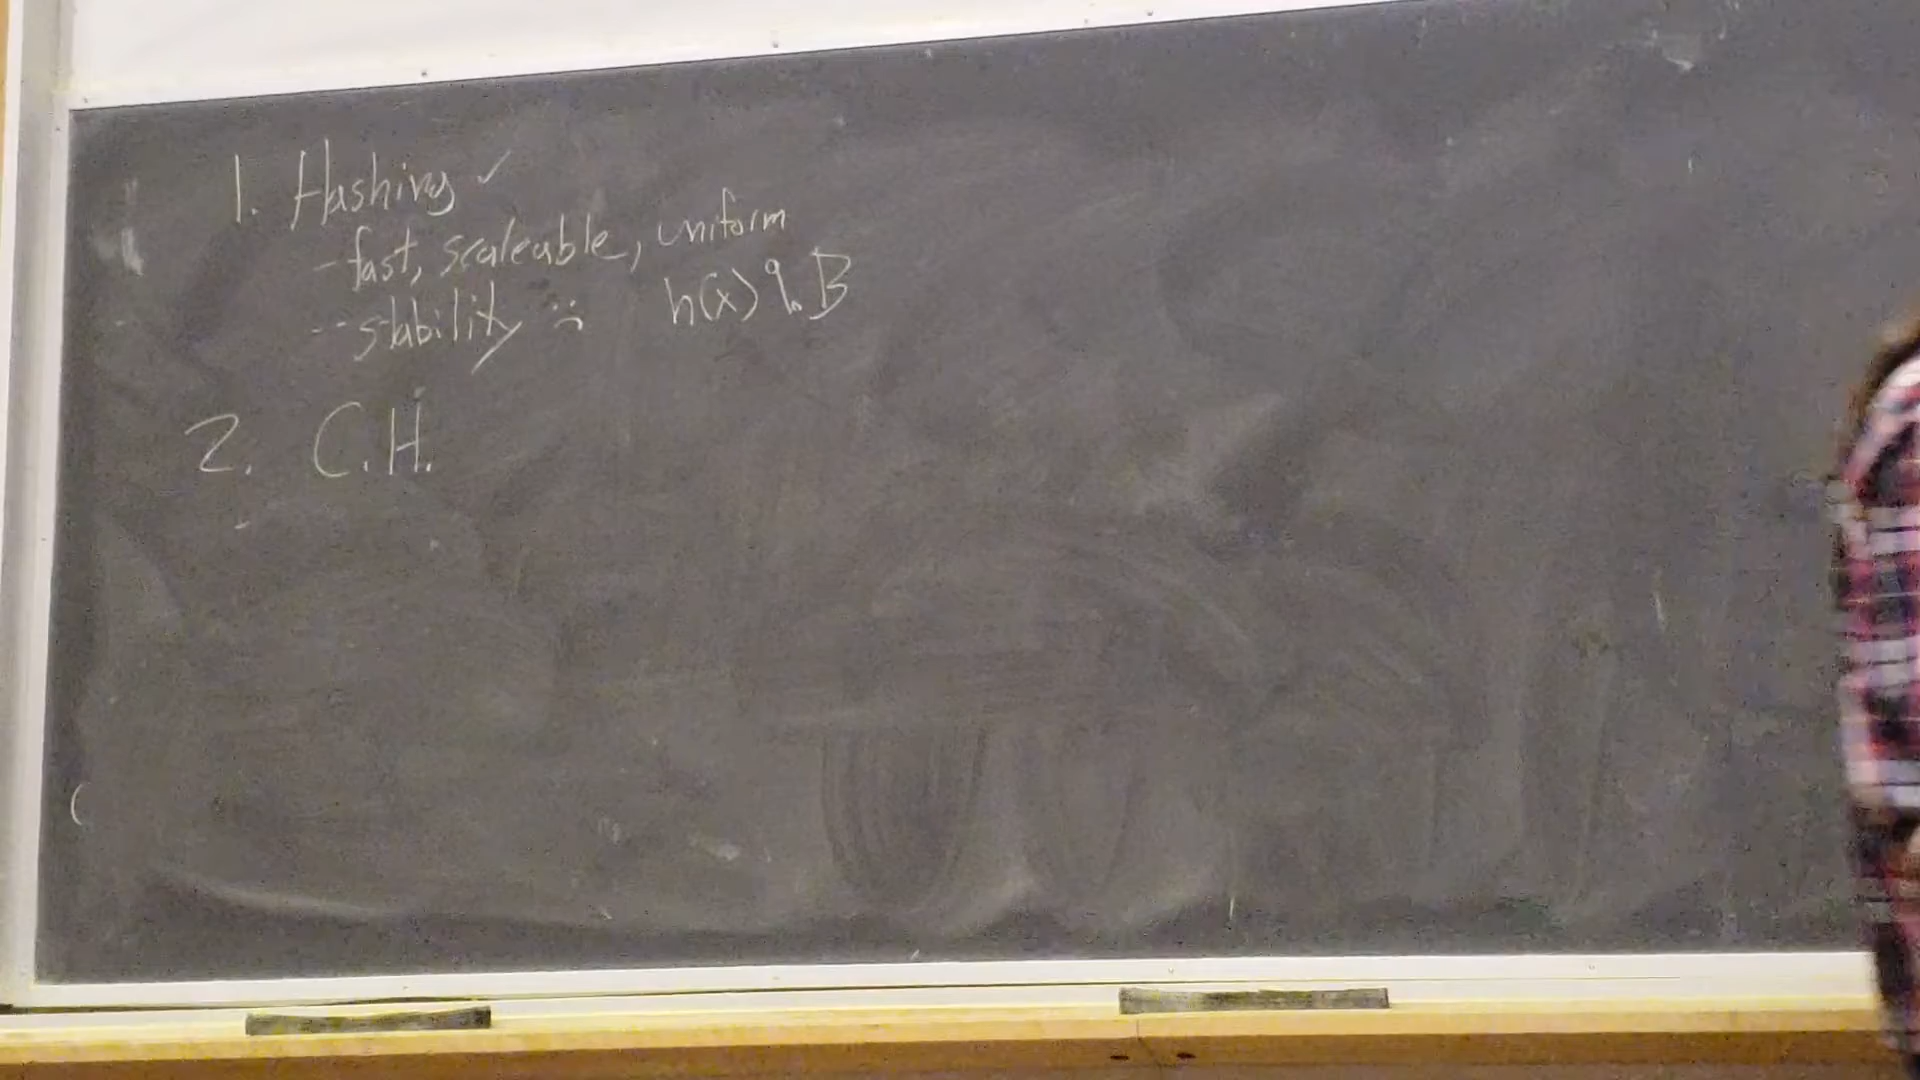 1. Hashing ✓
- fast, scaleable, uniform
-- stability :( h(x) % B
2. C.H.
(